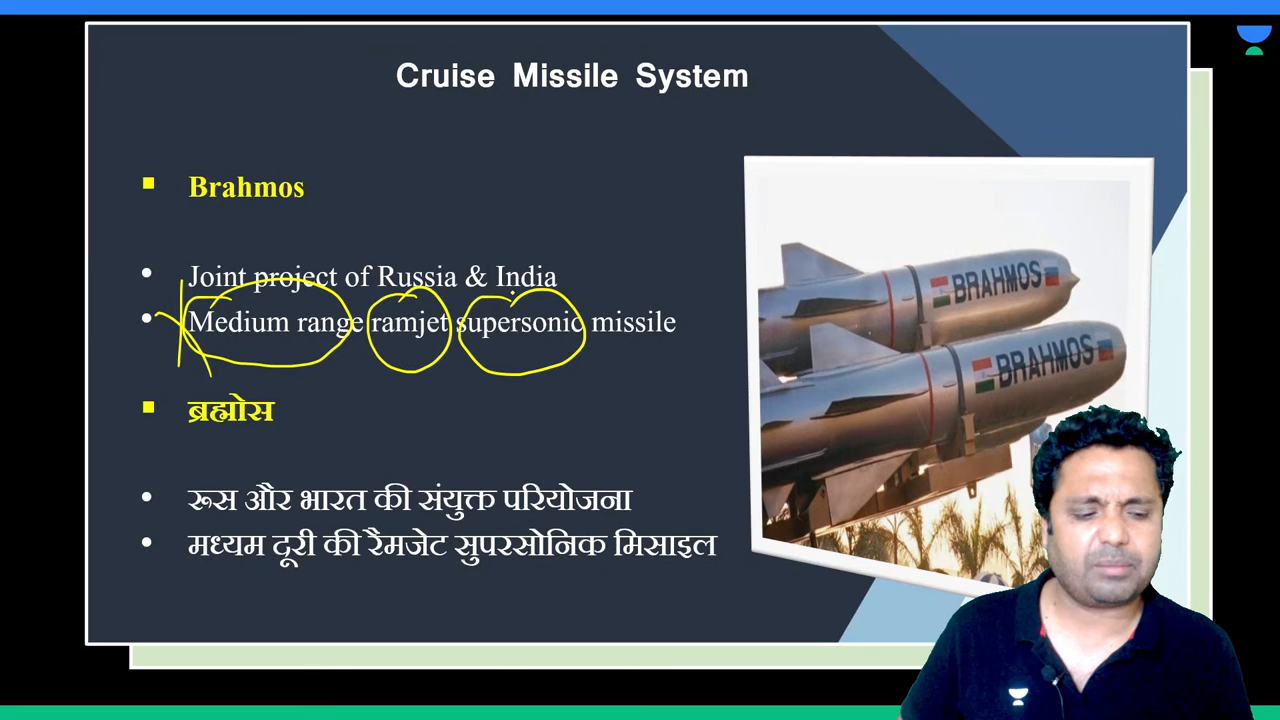 Cruise Missile System
Brahmos
Joint project of Russia & India
Medium range ramjet supersonic missile
ब्रह्मोस
रूस और भारत की संयुक्त परियोजना
मध्यम दूरी की रैमजेट सुपरसोनिक मिसाइल
BRAHMOS
BRAHMOS